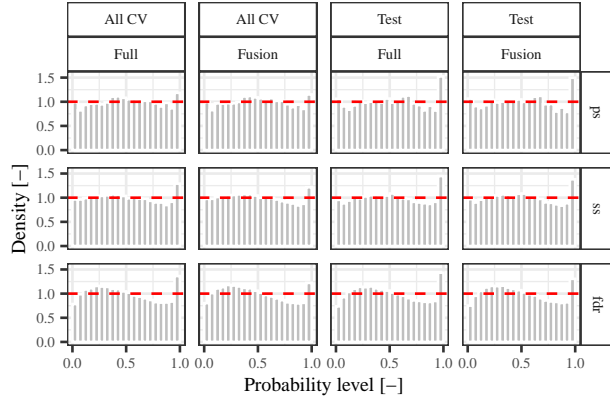 All CV All CV Test Test
Full Fusion Full Fusion
1.5
1.0
0.5
0.0
ps
1.5
1.0
0.5
0.0
ss
1.5
1.0
0.5
0.0
fdr
Density [-]
0.0 0.5 1.0 0.0 0.5 1.0 0.0 0.5 1.0 0.0 0.5 1.0
Probability level [-]